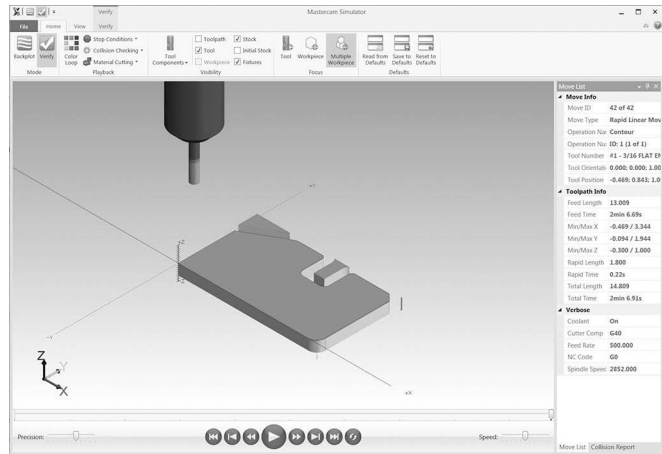 Verify
Mastercam Simulator
File Home View Verify
Backplot Verify
Mode
Color Loop
Stop Conditions
Collision Checking
Material Cutting
Playback
Tool Components
Toolpath Stock
Tool Initial Stock
Workpiece Fixtures
Visibility
Tool Workpiece Multiple Workpiece
Focus
Read from Defaults Save to Defaults Reset to Defaults
Defaults
+Y
+Z
-Z
-Y
+X
Z
Y
X
Precision:
Speed:
Move List
Move Info
Move ID 42 of 42
Move Type Rapid Linear Mov
Operation Nai Contour
Operation Nu ID: 1 (1 of 1)
Tool Number #1 - 3/16 FLAT EN
Tool Orientati 0.000; 0.000; 1.00
Tool Position -0.469; 0.843; 1.0
Toolpath Info
Feed Length 13.009
Feed Time 2min 6.69s
Min/Max X -0.469 / 3.344
Min/Max Y -0.094 / 1.944
Min/Max Z -0.300 / 1.000
Rapid Length 1.800
Rapid Time 0.22s
Total Length 14.809
Total Time 2min 6.91s
Verbose
Coolant On
Cutter Comp G40
Feed Rate 500.000
NC Code G0
Spindle Speec 2852.000
Move List Collision Report